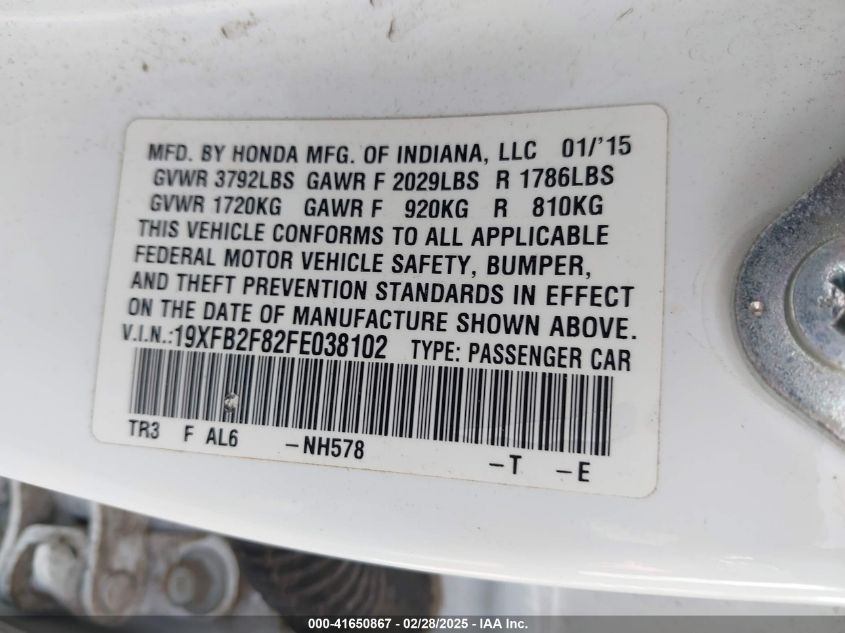 MFD. BY HONDA MFG. OF INDIANA, LLC 01/'15
GVWR 3792LBS GAWR F 2029LBS R 1786LBS
GVWR 1720KG GAWR F 920KG R 810KG
THIS VEHICLE CONFORMS TO ALL APPLICABLE
FEDERAL MOTOR VEHICLE SAFETY, BUMPER,
AND THEFT PREVENTION STANDARDS IN EFFECT
ON THE DATE OF MANUFACTURE SHOWN ABOVE.
V.I.N.:19XFB2F82FE038102 TYPE: PASSENGER CAR
TR3 F AL6 -NH578 -T -E
000-41650867 - 02/28/2025 - IAA Inc.